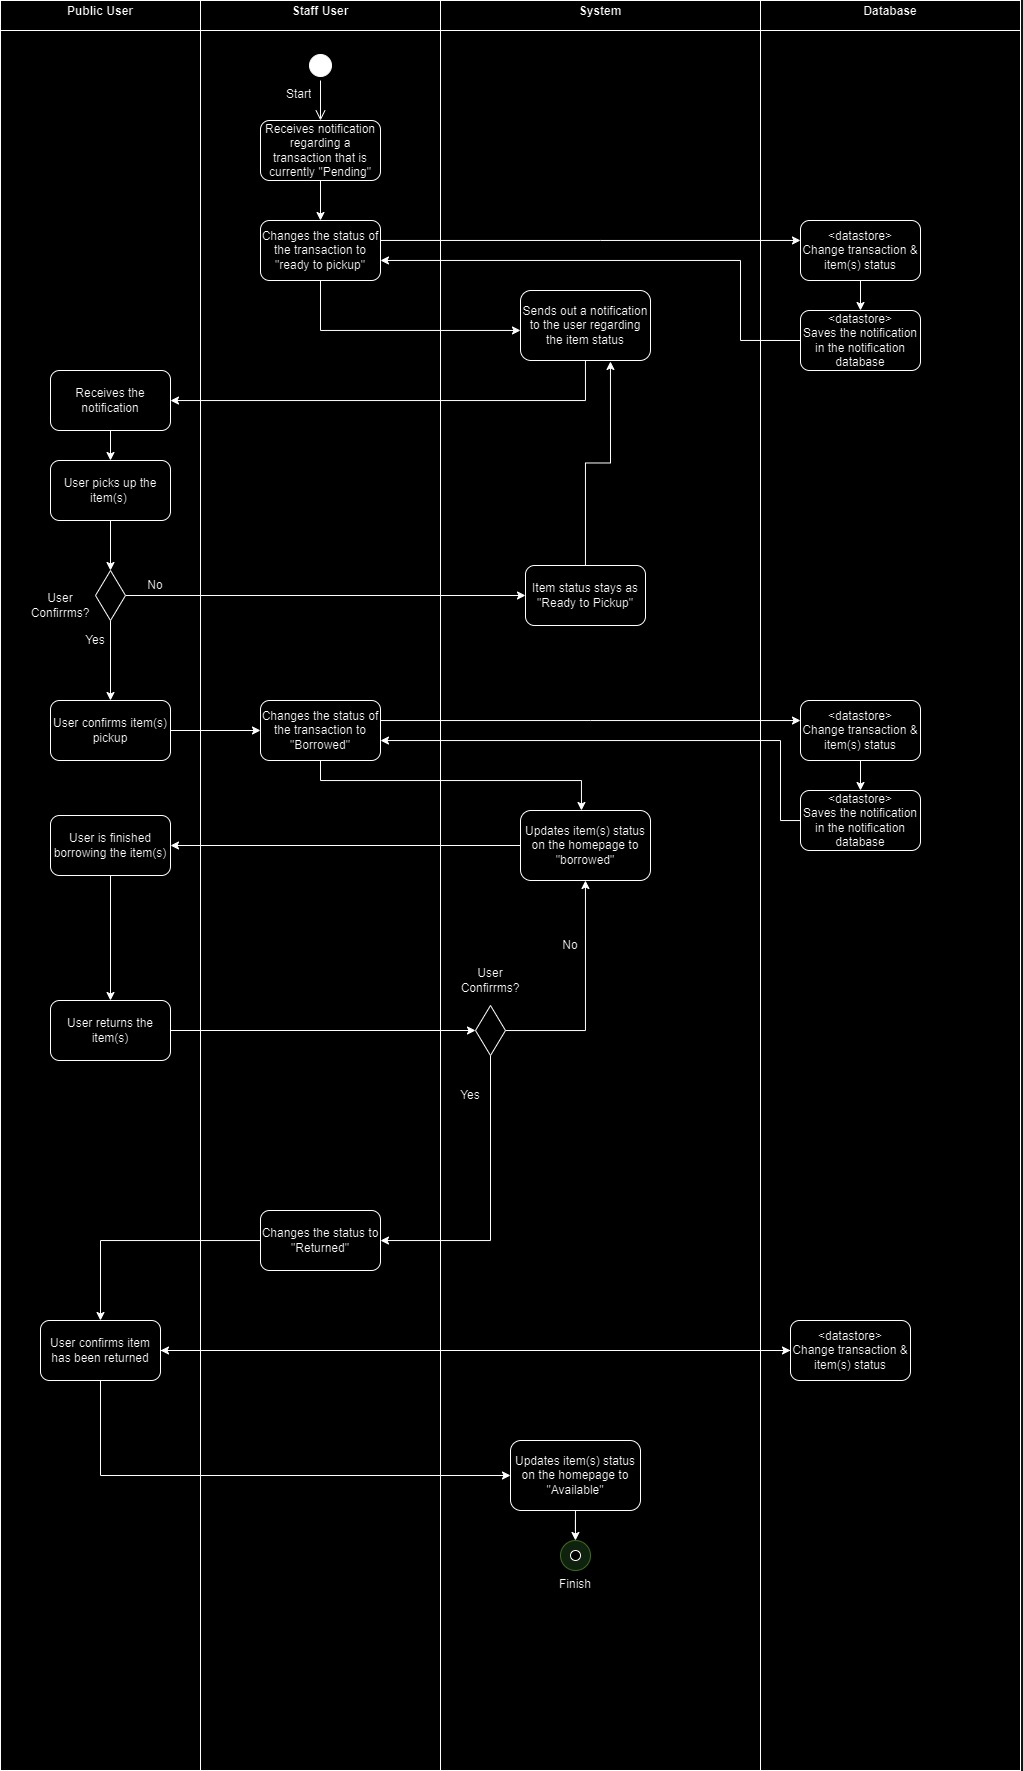 Public User
Staff User
System
Database
Start
Receives notification
regarding a
transaction that is
currently "Pending"
Changes the status of
the transaction to
"ready to pickup"
<datastore>
Change transaction &
item(s) status
Sends out a notification
to the user regarding
the item status
<datastore>
Saves the notification
in the notification
database
Receives the
notification
User picks up the
item(s)
No
User
Confirrms?
Yes
Item status stays as
"Ready to Pickup"
User confirms item(s)
pickup
Changes the status of
the transaction to
"Borrowed"
<datastore>
Change transaction &
item(s) status
<datastore>
Saves the notification
in the notification
database
User is finished
borrowing the item(s)
Updates item(s) status
on the homepage to
"borrowed"
No
User
Confirrms?
User returns the
item(s)
Yes
Changes the status to
"Returned"
User confirms item
has been returned
<datastore>
Change transaction &
item(s) status
Updates item(s) status
on the homepage to
"Available"
Finish